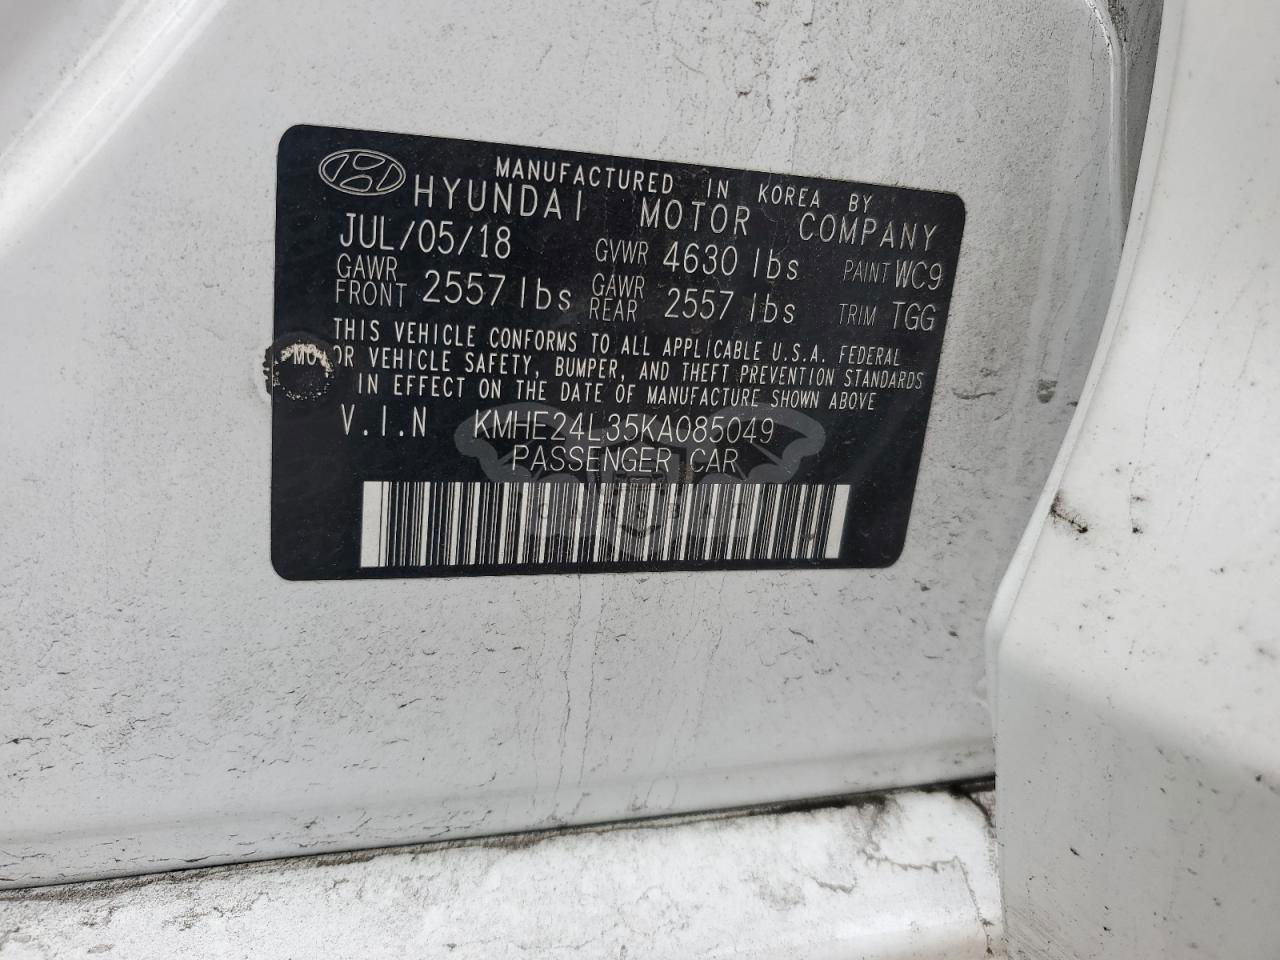 MANUFACTURED IN KOREA BY
HYUNDAI MOTOR COMPANY
JUL/05/18 GVWR 4630 lbs PAINT WC9
GAWR FRONT 2557 lbs GAWR REAR 2557 lbs TRIM TGG
THIS VEHICLE CONFORMS TO ALL APPLICABLE U.S.A. FEDERAL
MOTOR VEHICLE SAFETY, BUMPER, AND THEFT PREVENTION STANDARDS
IN EFFECT ON THE DATE OF MANUFACTURE SHOWN ABOVE
V.I.N KMHE24L35KA085049
PASSENGER CAR